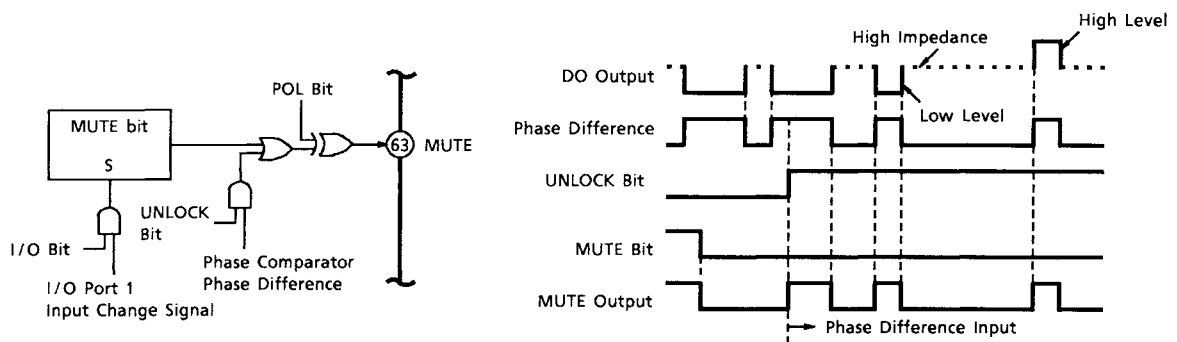 POL Bit
MUTE bit
S
63
MUTE
UNLOCK
Bit
I/O Bit
Phase Comparator
Phase Difference
I/O Port 1
Input Change Signal
High Level
High Impedance
DO Output
Low Level
Phase Difference
UNLOCK Bit
MUTE Bit
MUTE Output
Phase Difference Input